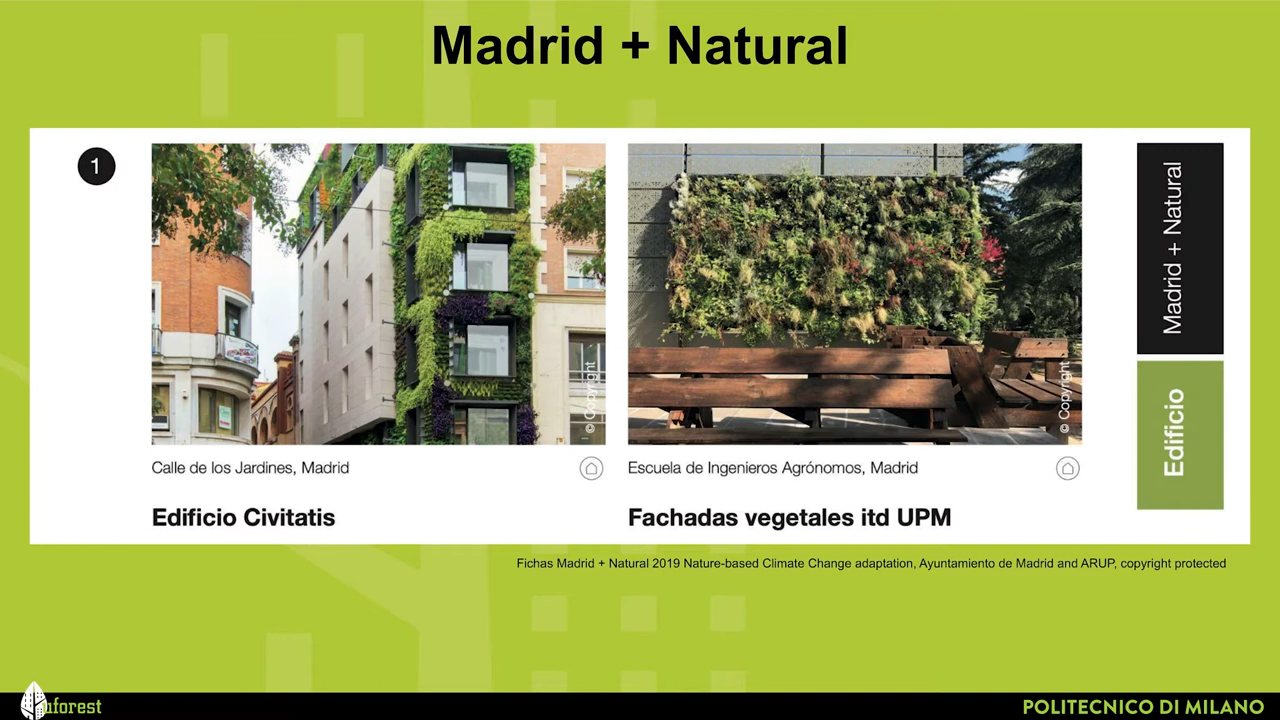 Madrid + Natural
1
© Copyright
© Copyright
Madrid + Natural
Edificio
Calle de los Jardines, Madrid
Escuela de Ingenieros Agrónomos, Madrid
Edificio Civitatis
Fachadas vegetales itd UPM
Fichas Madrid + Natural 2019 Nature-based Climate Change adaptation, Ayuntamiento de Madrid and ARUP, copyright protected
uforest
POLITECNICO DI MILANO